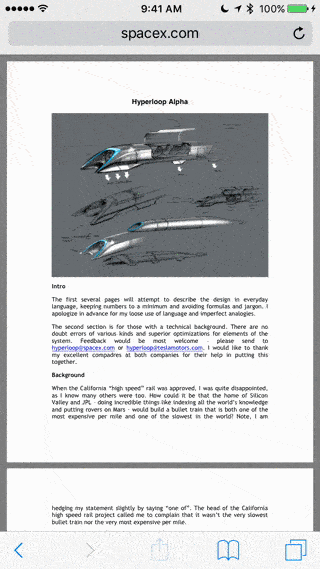 9:41 AM
100%
spacex.com
Hyperloop Alpha
Intro
The first several pages will attempt to describe the design in everyday
language, keeping numbers to a minimum and avoiding formulas and jargon. I
apologize in advance for my loose use of language and imperfect analogies.
The second section is for those with a technical background. There are no
doubt errors of various kinds and superior optimizations for elements of the
system. Feedback would be most welcome – please send to
hyperloop@spacex.com or hyperloop@teslamotors.com. I would like to thank
my excellent compadres at both companies for their help in putting this
together.
Background
When the California "high speed" rail was approved, I was quite disappointed,
as I know many others were too. How could it be that the home of Silicon
Valley and JPL – doing incredible things like indexing all the world's knowledge
and putting rovers on Mars – would build a bullet train that is both one of the
most expensive per mile and one of the slowest in the world? Note, I am
hedging my statement slightly by saying "one of". The head of the California
high speed rail project called me to complain that it wasn't the very slowest
bullet train nor the very most expensive per mile.